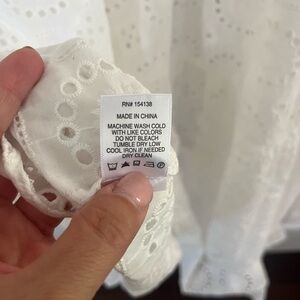 RN# 154138
MADE IN CHINA
MACHINE WASH COLD
WITH LIKE COLORS
DO NOT BLEACH
TUMBLE DRY LOW
COOL IRON IF NEEDED
DRY CLEAN